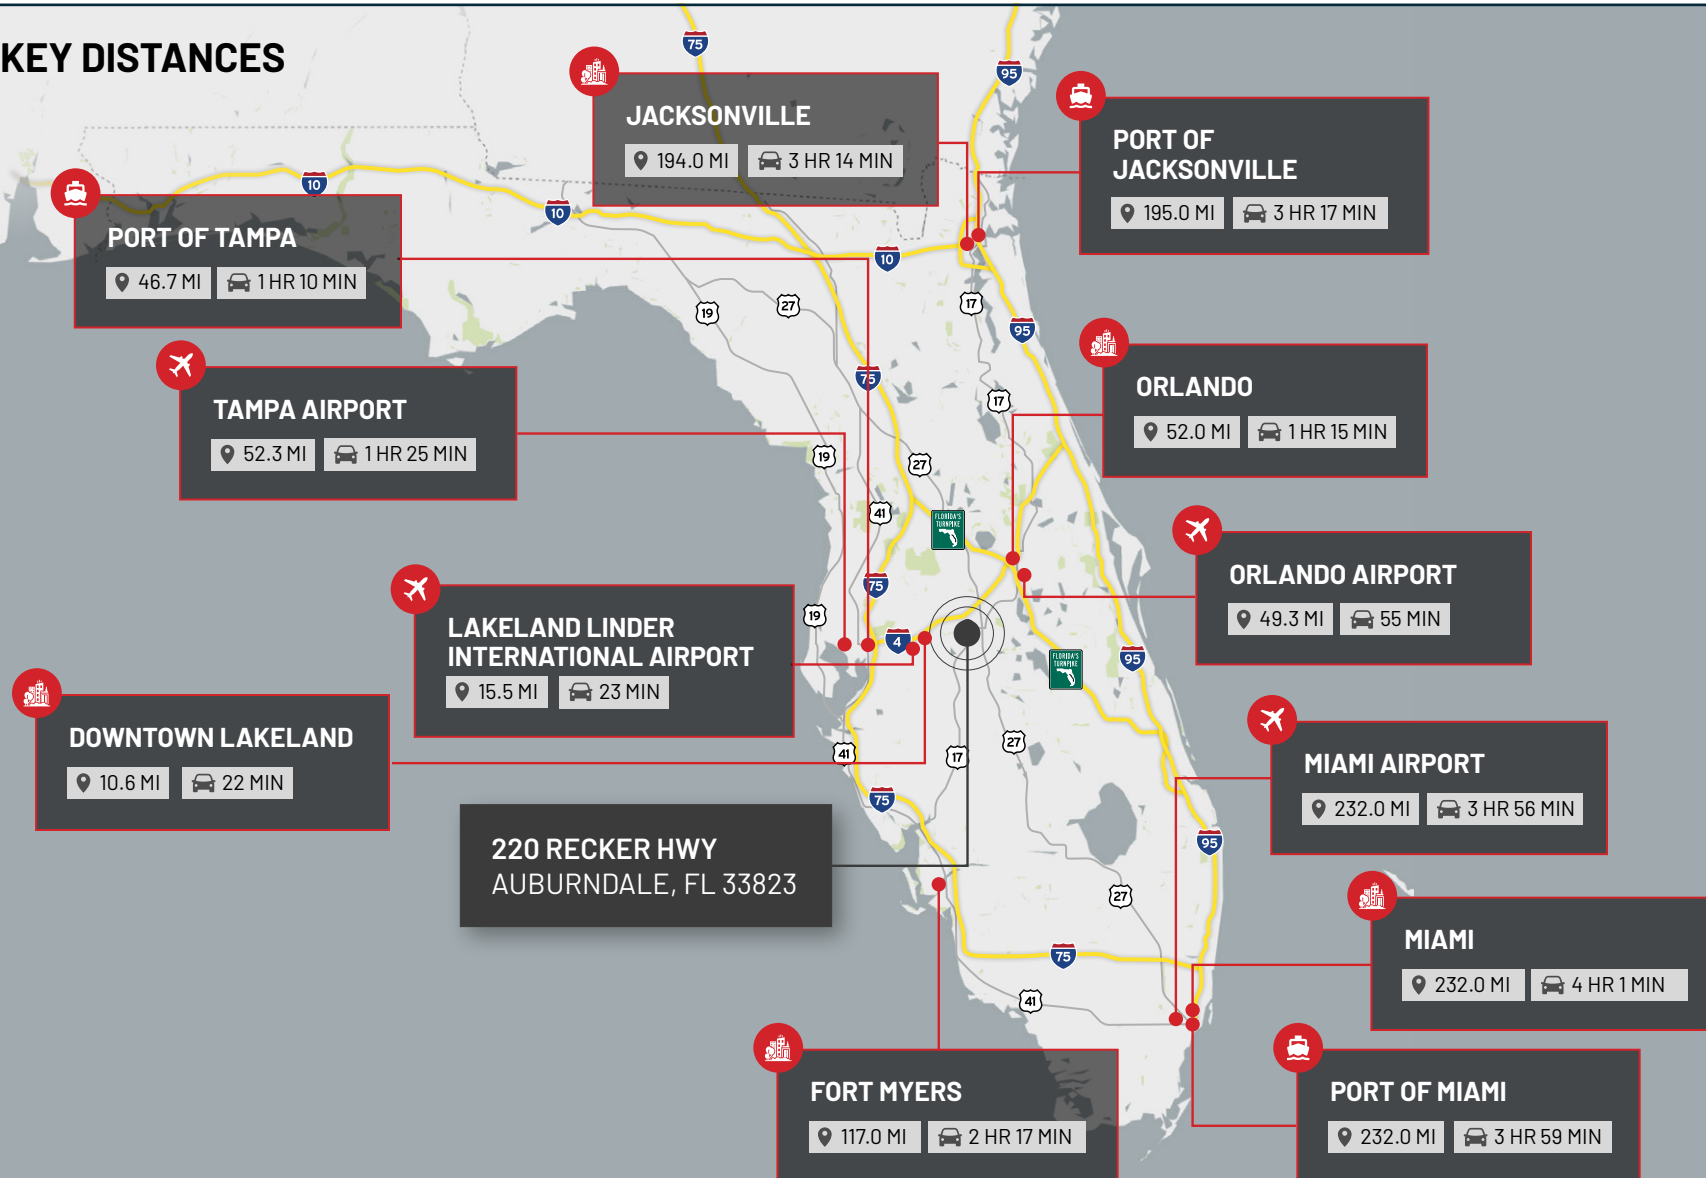 KEY DISTANCES
JACKSONVILLE
194.0 MI
3 HR 14 MIN
PORT OF
JACKSONVILLE
195.0 MI
3 HR 17 MIN
PORT OF TAMPA
46.7 MI
1 HR 10 MIN
TAMPA AIRPORT
52.3 MI
1 HR 25 MIN
ORLANDO
52.0 MI
1 HR 15 MIN
ORLANDO AIRPORT
49.3 MI
55 MIN
LAKELAND LINDER
INTERNATIONAL AIRPORT
15.5 MI
23 MIN
DOWNTOWN LAKELAND
10.6 MI
22 MIN
220 RECKER HWY
AUBURNDALE, FL 33823
MIAMI AIRPORT
232.0 MI
3 HR 56 MIN
MIAMI
232.0 MI
4 HR 1 MIN
FORT MYERS
117.0 MI
2 HR 17 MIN
PORT OF MIAMI
232.0 MI
3 HR 59 MIN
75
95
10
10
10
19
27
17
95
75
17
19
27
41
FLORIDA'S
TURNPIKE
75
19
4
FLORIDA'S
TURNPIKE
95
41
17
27
75
95
27
75
41